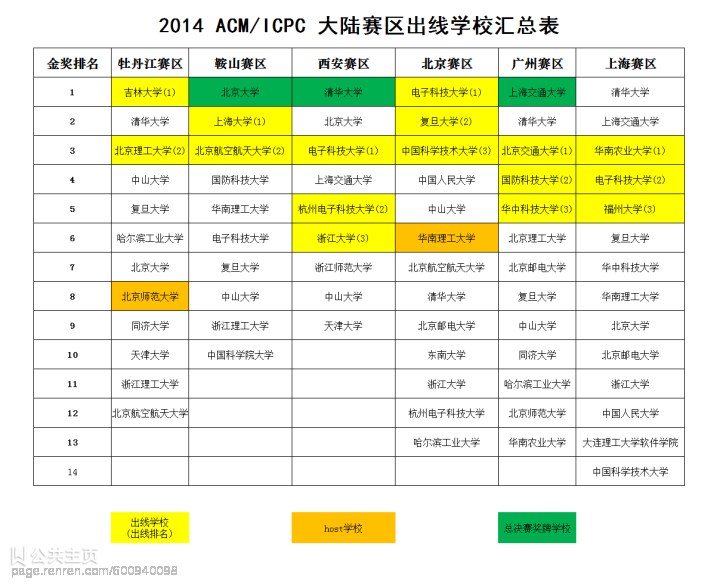 2014 ACM/ICPC 大陆赛区出线学校汇总表
金奖排名 牡丹江赛区 鞍山赛区 西安赛区 北京赛区 广州赛区 上海赛区
1 吉林大学(1) 北京大学 清华大学 电子科技大学(1) 上海交通大学 清华大学
2 清华大学 上海大学(1) 北京大学 复旦大学(2) 清华大学 上海交通大学
3 北京理工大学(2) 北京航空航天大学(2) 电子科技大学(1) 中国科学技术大学(3) 北京交通大学(1) 华南农业大学(1)
4 中山大学 国防科技大学 上海交通大学 中国人民大学 国防科技大学(2) 电子科技大学(2)
5 复旦大学 华南理工大学 杭州电子科技大学(2) 中山大学 华中科技大学(3) 福州大学(3)
6 哈尔滨工业大学 电子科技大学 浙江大学(3) 华南理工大学 北京理工大学 复旦大学
7 北京大学 复旦大学 浙江师范大学 北京航空航天大学 北京邮电大学 华中科技大学
8 北京师范大学 中山大学 中山大学 清华大学 复旦大学 华南理工大学
9 同济大学 浙江理工大学 天津大学 北京邮电大学 中山大学 北京大学
10 天津大学 中国科学院大学 东南大学 同济大学 北京邮电大学
11 浙江理工大学 浙江大学 哈尔滨工业大学 浙江大学
12 北京航空航天大学 杭州电子科技大学 北京师范大学 中国人民大学
13 哈尔滨工业大学 华南农业大学 大连理工大学软件学院
14 中国科学技术大学
出线学校
（出线排名） host学校 总决赛奖牌学校
公共主页
page.renren.com/600940098